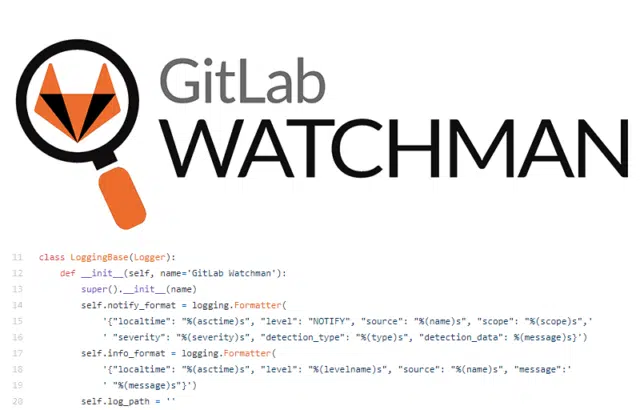 GitLab
WATCHMAN
11 class LoggingBase(Logger):
12 def __init__(self, name='GitLab Watchman'):
13 super().__init__(name)
14 self.notify_format = logging.Formatter(
15 '{"localtime": "%(asctime)s", "level": "NOTIFY", "source": "%(name)s", "scope": "%(scope)s",'
16 ' "severity": "%(severity)s", "detection_type": "%(type)s", "detection_data": %(message)s}')
17 self.info_format = logging.Formatter(
18 '{"localtime": "%(asctime)s", "level": "%(levelname)s", "source": "%(name)s", "message":'
19 ' "%(message)s"}')
20 self.log_path = ''